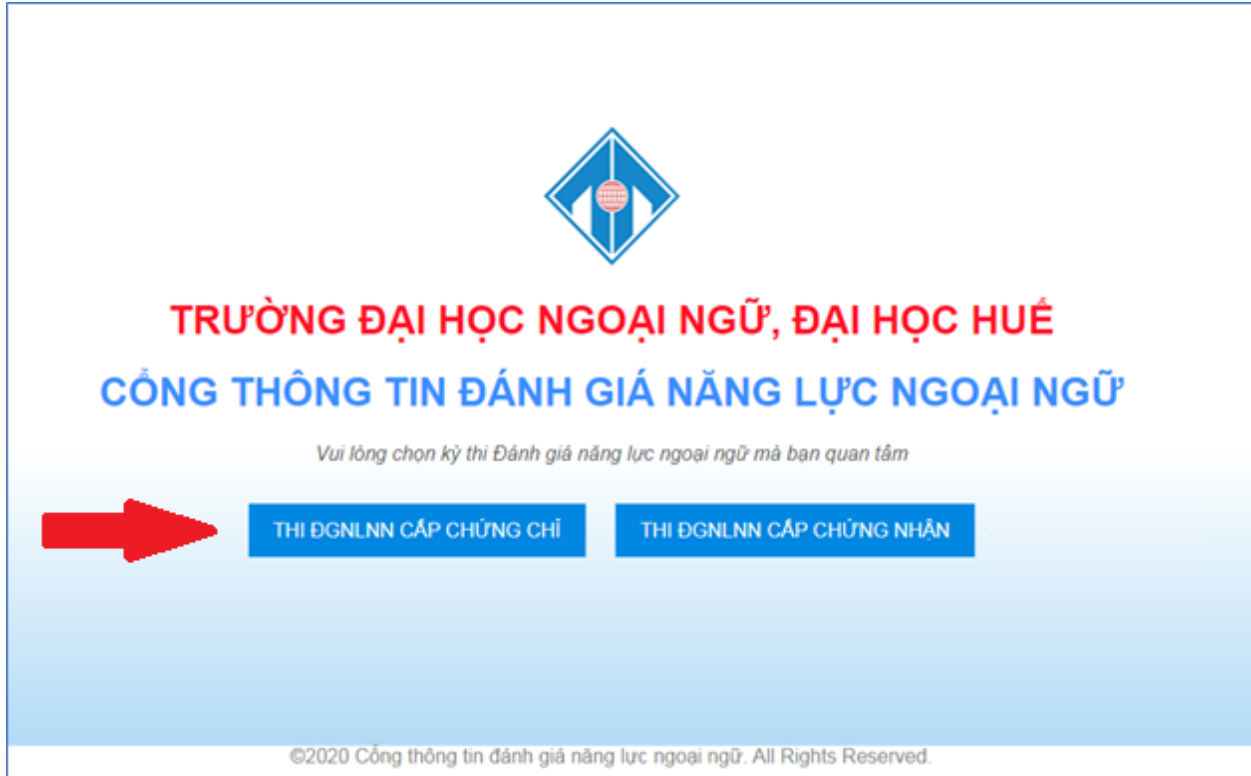 TRƯỜNG ĐẠI HỌC NGOẠI NGỮ, ĐẠI HỌC HUẾ
CỔNG THÔNG TIN ĐÁNH GIÁ NĂNG LỰC NGOẠI NGỮ
Vui lòng chọn kỳ thi Đánh giá năng lực ngoại ngữ mà bạn quan tâm
THI ĐGNLNN CẤP CHỨNG CHỈ
THI ĐGNLNN CẤP CHỨNG NHẬN
©2020 Cổng thông tin đánh giá năng lực ngoại ngữ. All Rights Reserved.